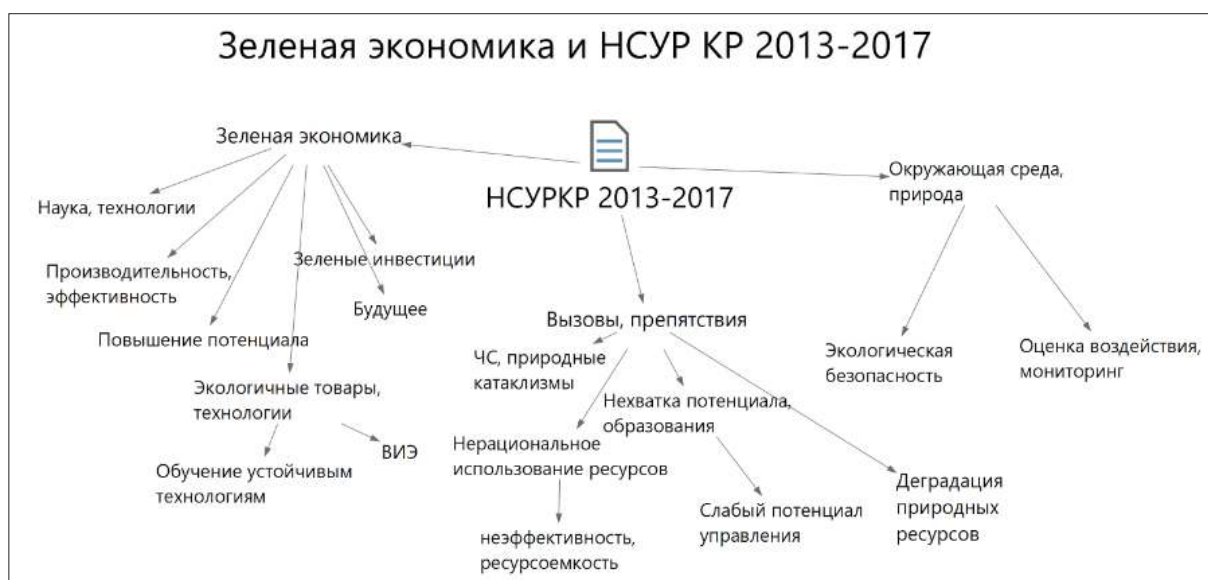 Зеленая экономика и НСУР КР 2013-2017
Зеленая экономика
НСУРКР 2013-2017
Окружающая среда,
природа
Наука, технологии
Производительность,
эффективность
Повышение потенциала
Экологичные товары,
технологии
Обучение устойчивым
технологиям
ВИЭ
Зеленые инвестиции
Будущее
Вызовы, препятствия
ЧС, природные
катаклизмы
Нерациональное
использование ресурсов
неэффективность,
ресурсоемкость
Нехватка потенциала,
образования
Слабый потенциал
управления
Деградация
природных
ресурсов
Экологическая
безопасность
Оценка воздействия,
мониторинг